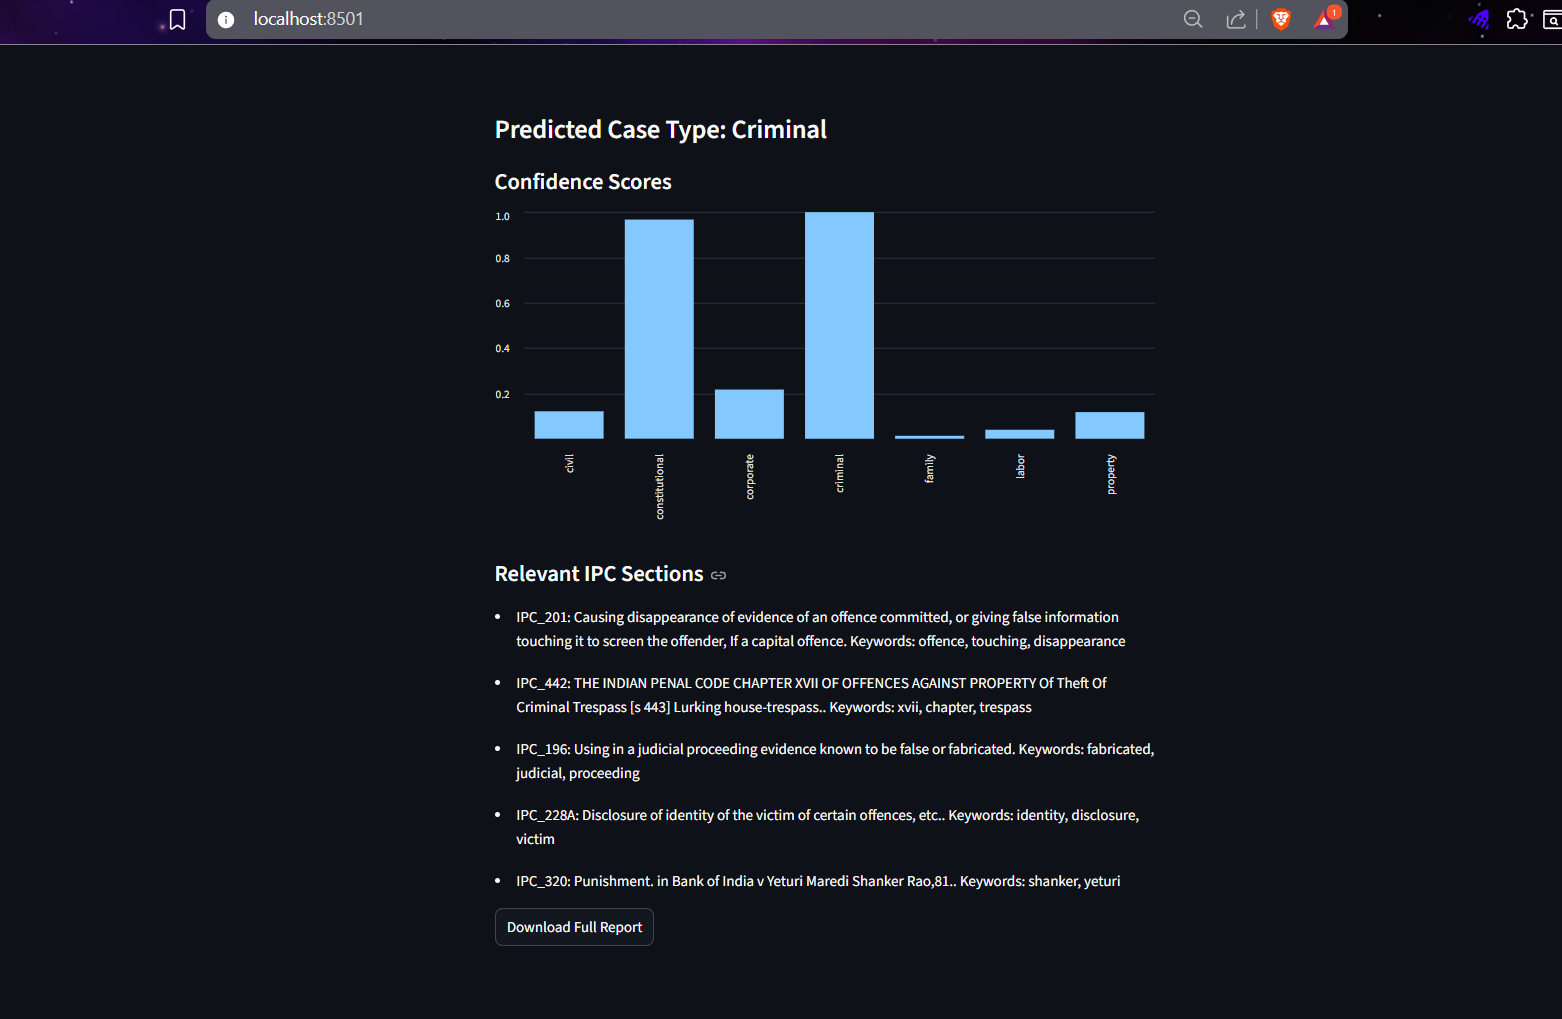 localhost:8501
1
Predicted Case Type: Criminal
Confidence Scores
1.0
0.8
0.6
0.4
0.2
civil
constitutional
corporate
criminal
family
labor
property
Relevant IPC Sections
• IPC_201: Causing disappearance of evidence of an offence committed, or giving false information
touching it to screen the offender, If a capital offence. Keywords: offence, touching, disappearance
• IPC_442: THE INDIAN PENAL CODE CHAPTER XVII OF OFFENCES AGAINST PROPERTY Of Theft Of
Criminal Trespass [s 443] Lurking house-trespass.. Keywords: xvii, chapter, trespass
• IPC_196: Using in a judicial proceeding evidence known to be false or fabricated. Keywords: fabricated,
judicial, proceeding
• IPC_228A: Disclosure of identity of the victim of certain offences, etc.. Keywords: identity, disclosure,
victim
• IPC_320: Punishment. in Bank of India v Yeturi Maredi Shanker Rao,81.. Keywords: shanker, yeturi
Download Full Report